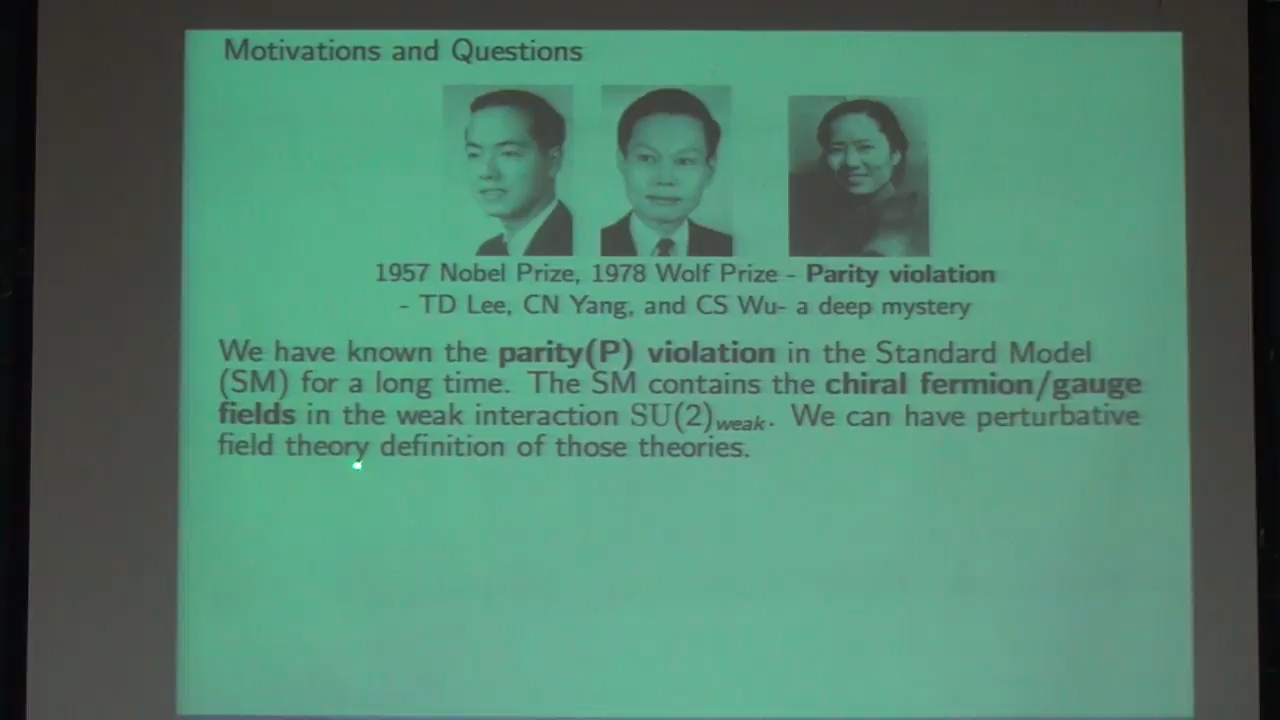 Motivations and Questions
1957 Nobel Prize, 1978 Wolf Prize - Parity violation
- TD Lee, CN Yang, and CS Wu- a deep mystery
We have known the parity(P) violation in the Standard Model
(SM) for a long time. The SM contains the chiral fermion/gauge
fields in the weak interaction SU(2)weak. We can have perturbative
field theory definition of those theories.